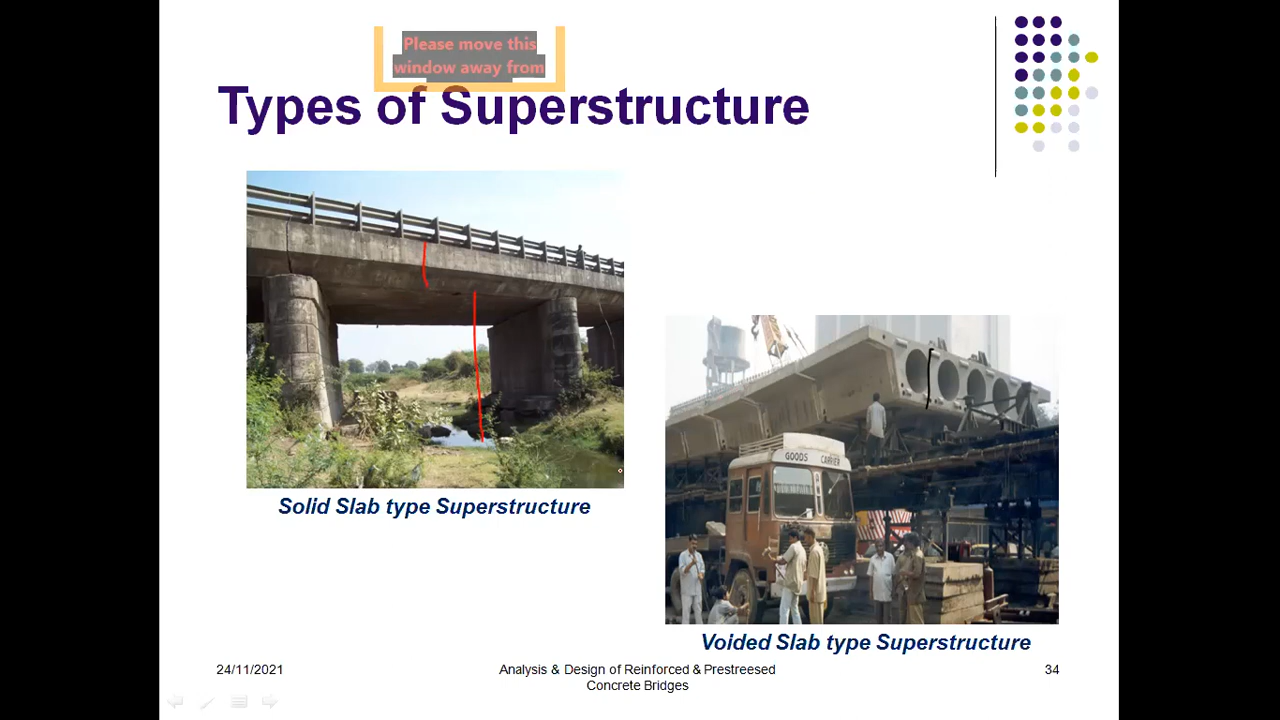 Please move this
window away from
Types of Superstructure
GOODS CARRIER
Solid Slab type Superstructure
Voided Slab type Superstructure
24/11/2021
Analysis & Design of Reinforced & Prestreesed
Concrete Bridges
34